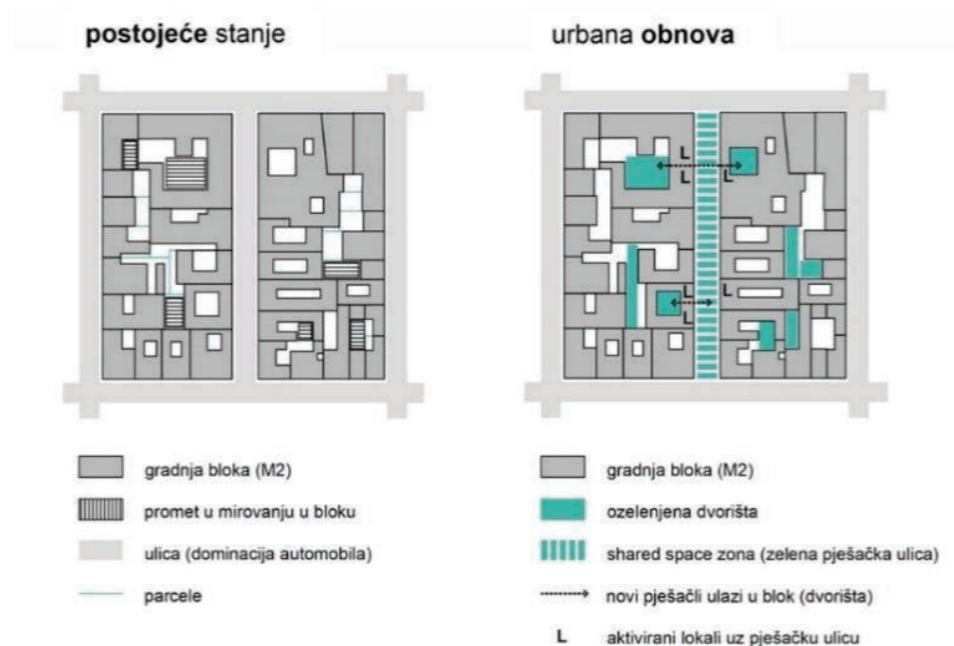 postojeće stanje
urbana obnova
L
L
L
L
L
L
gradnja bloka (M2)
promet u mirovanju u bloku
ulica (dominacija automobila)
parcele
gradnja bloka (M2)
ozelenjena dvorišta
shared space zona (zelena pješačka ulica)
novi pješačli ulazi u blok (dvorišta)
L aktivirani lokali uz pješačku ulicu